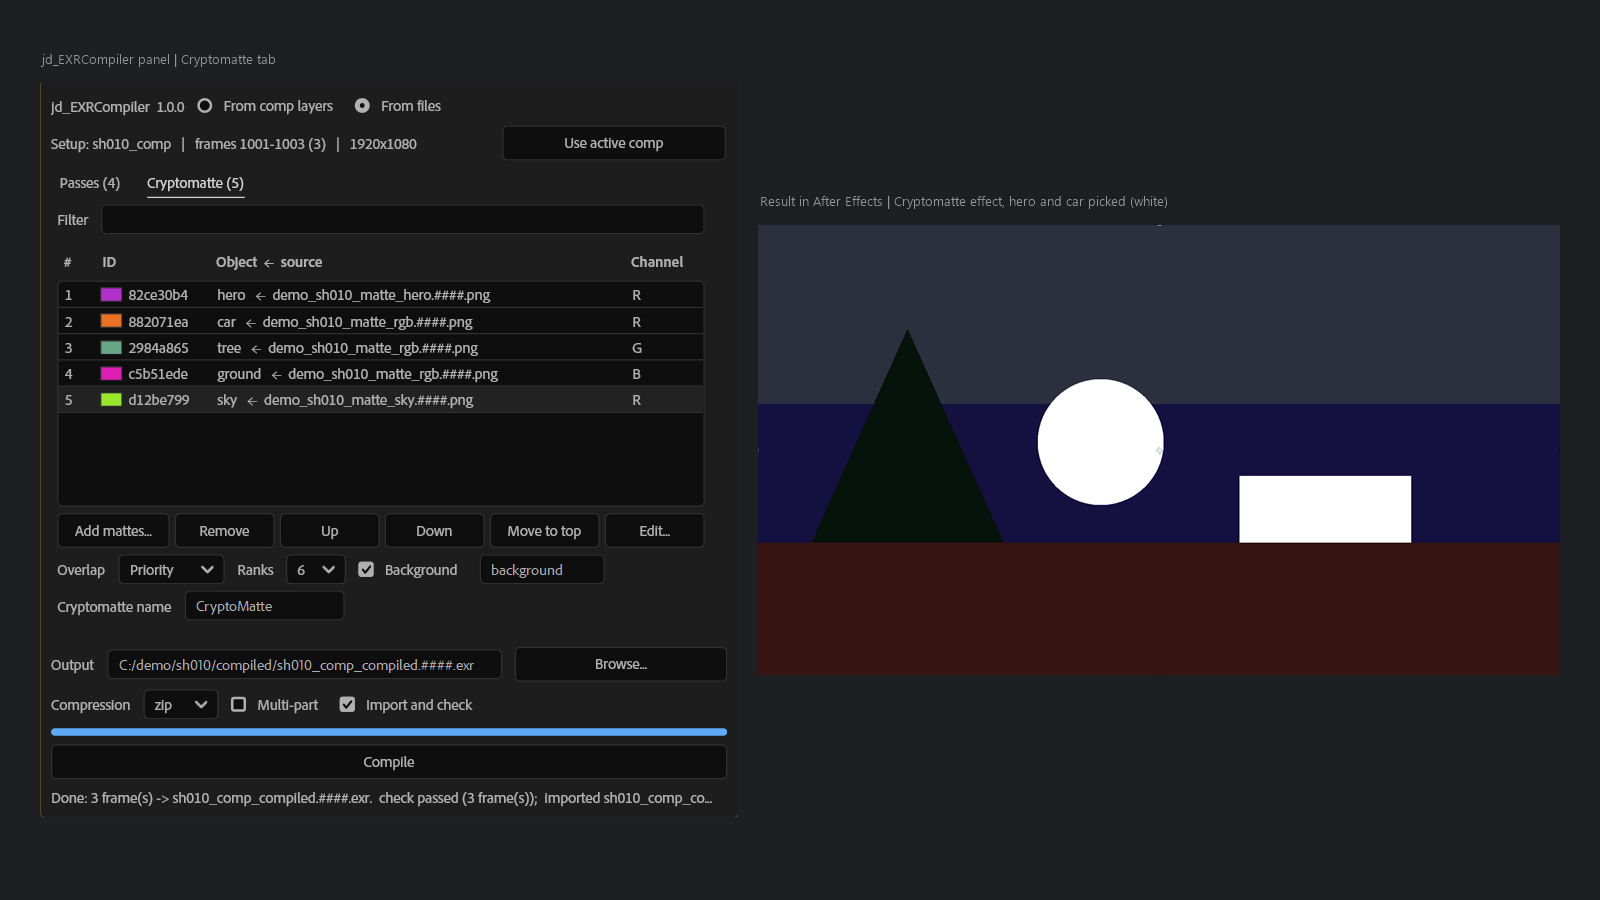 jd_EXRCompiler panel | Cryptomatte tab
jd_EXRCompiler 1.0.0 From comp layers From files
Setup: sh010_comp | frames 1001-1003 (3) | 1920x1080 Use active comp
Passes (4) Cryptomatte (5)
Filter
# ID Object ← source Channel
1 82ce30b4 hero ← demo_sh010_matte_hero.####.png R
2 882071ea car ← demo_sh010_matte_rgb.####.png R
3 2984a865 tree ← demo_sh010_matte_rgb.####.png G
4 c5b51ede ground ← demo_sh010_matte_rgb.####.png B
5 d12be799 sky ← demo_sh010_matte_sky.####.png R
Add mattes... Remove Up Down Move to top Edit...
Overlap Priority Ranks 6 Background background
Cryptomatte name CryptoMatte
Output C:/demo/sh010/compiled/sh010_comp_compiled.####.exr Browse...
Compression zip Multi-part Import and check
Compile
Done: 3 frame(s) -> sh010_comp_compiled.####.exr. check passed (3 frame(s)); imported sh010_comp_co...
Result in After Effects | Cryptomatte effect, hero and car picked (white)